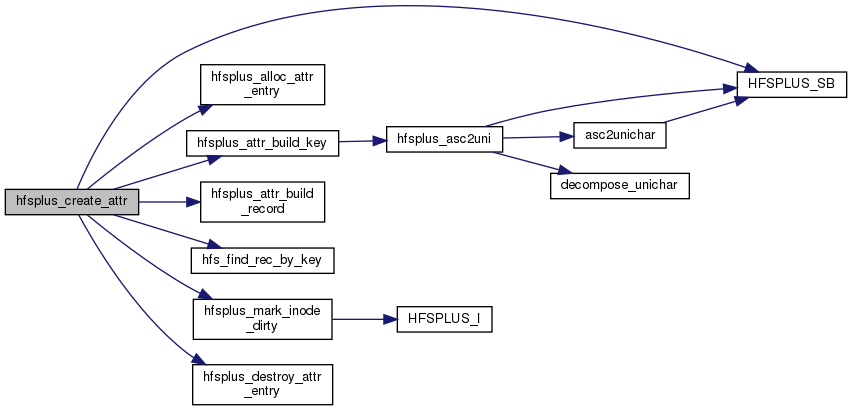 hfsplus_create_attr
hfsplus_alloc_attr
_entry
hfsplus_attr_build_key
hfsplus_attr_build
_record
hfs_find_rec_by_key
hfsplus_mark_inode
_dirty
hfsplus_destroy_attr
_entry
hfsplus_asc2uni
HFSPLUS_I
asc2unichar
decompose_unichar
HFSPLUS_SB